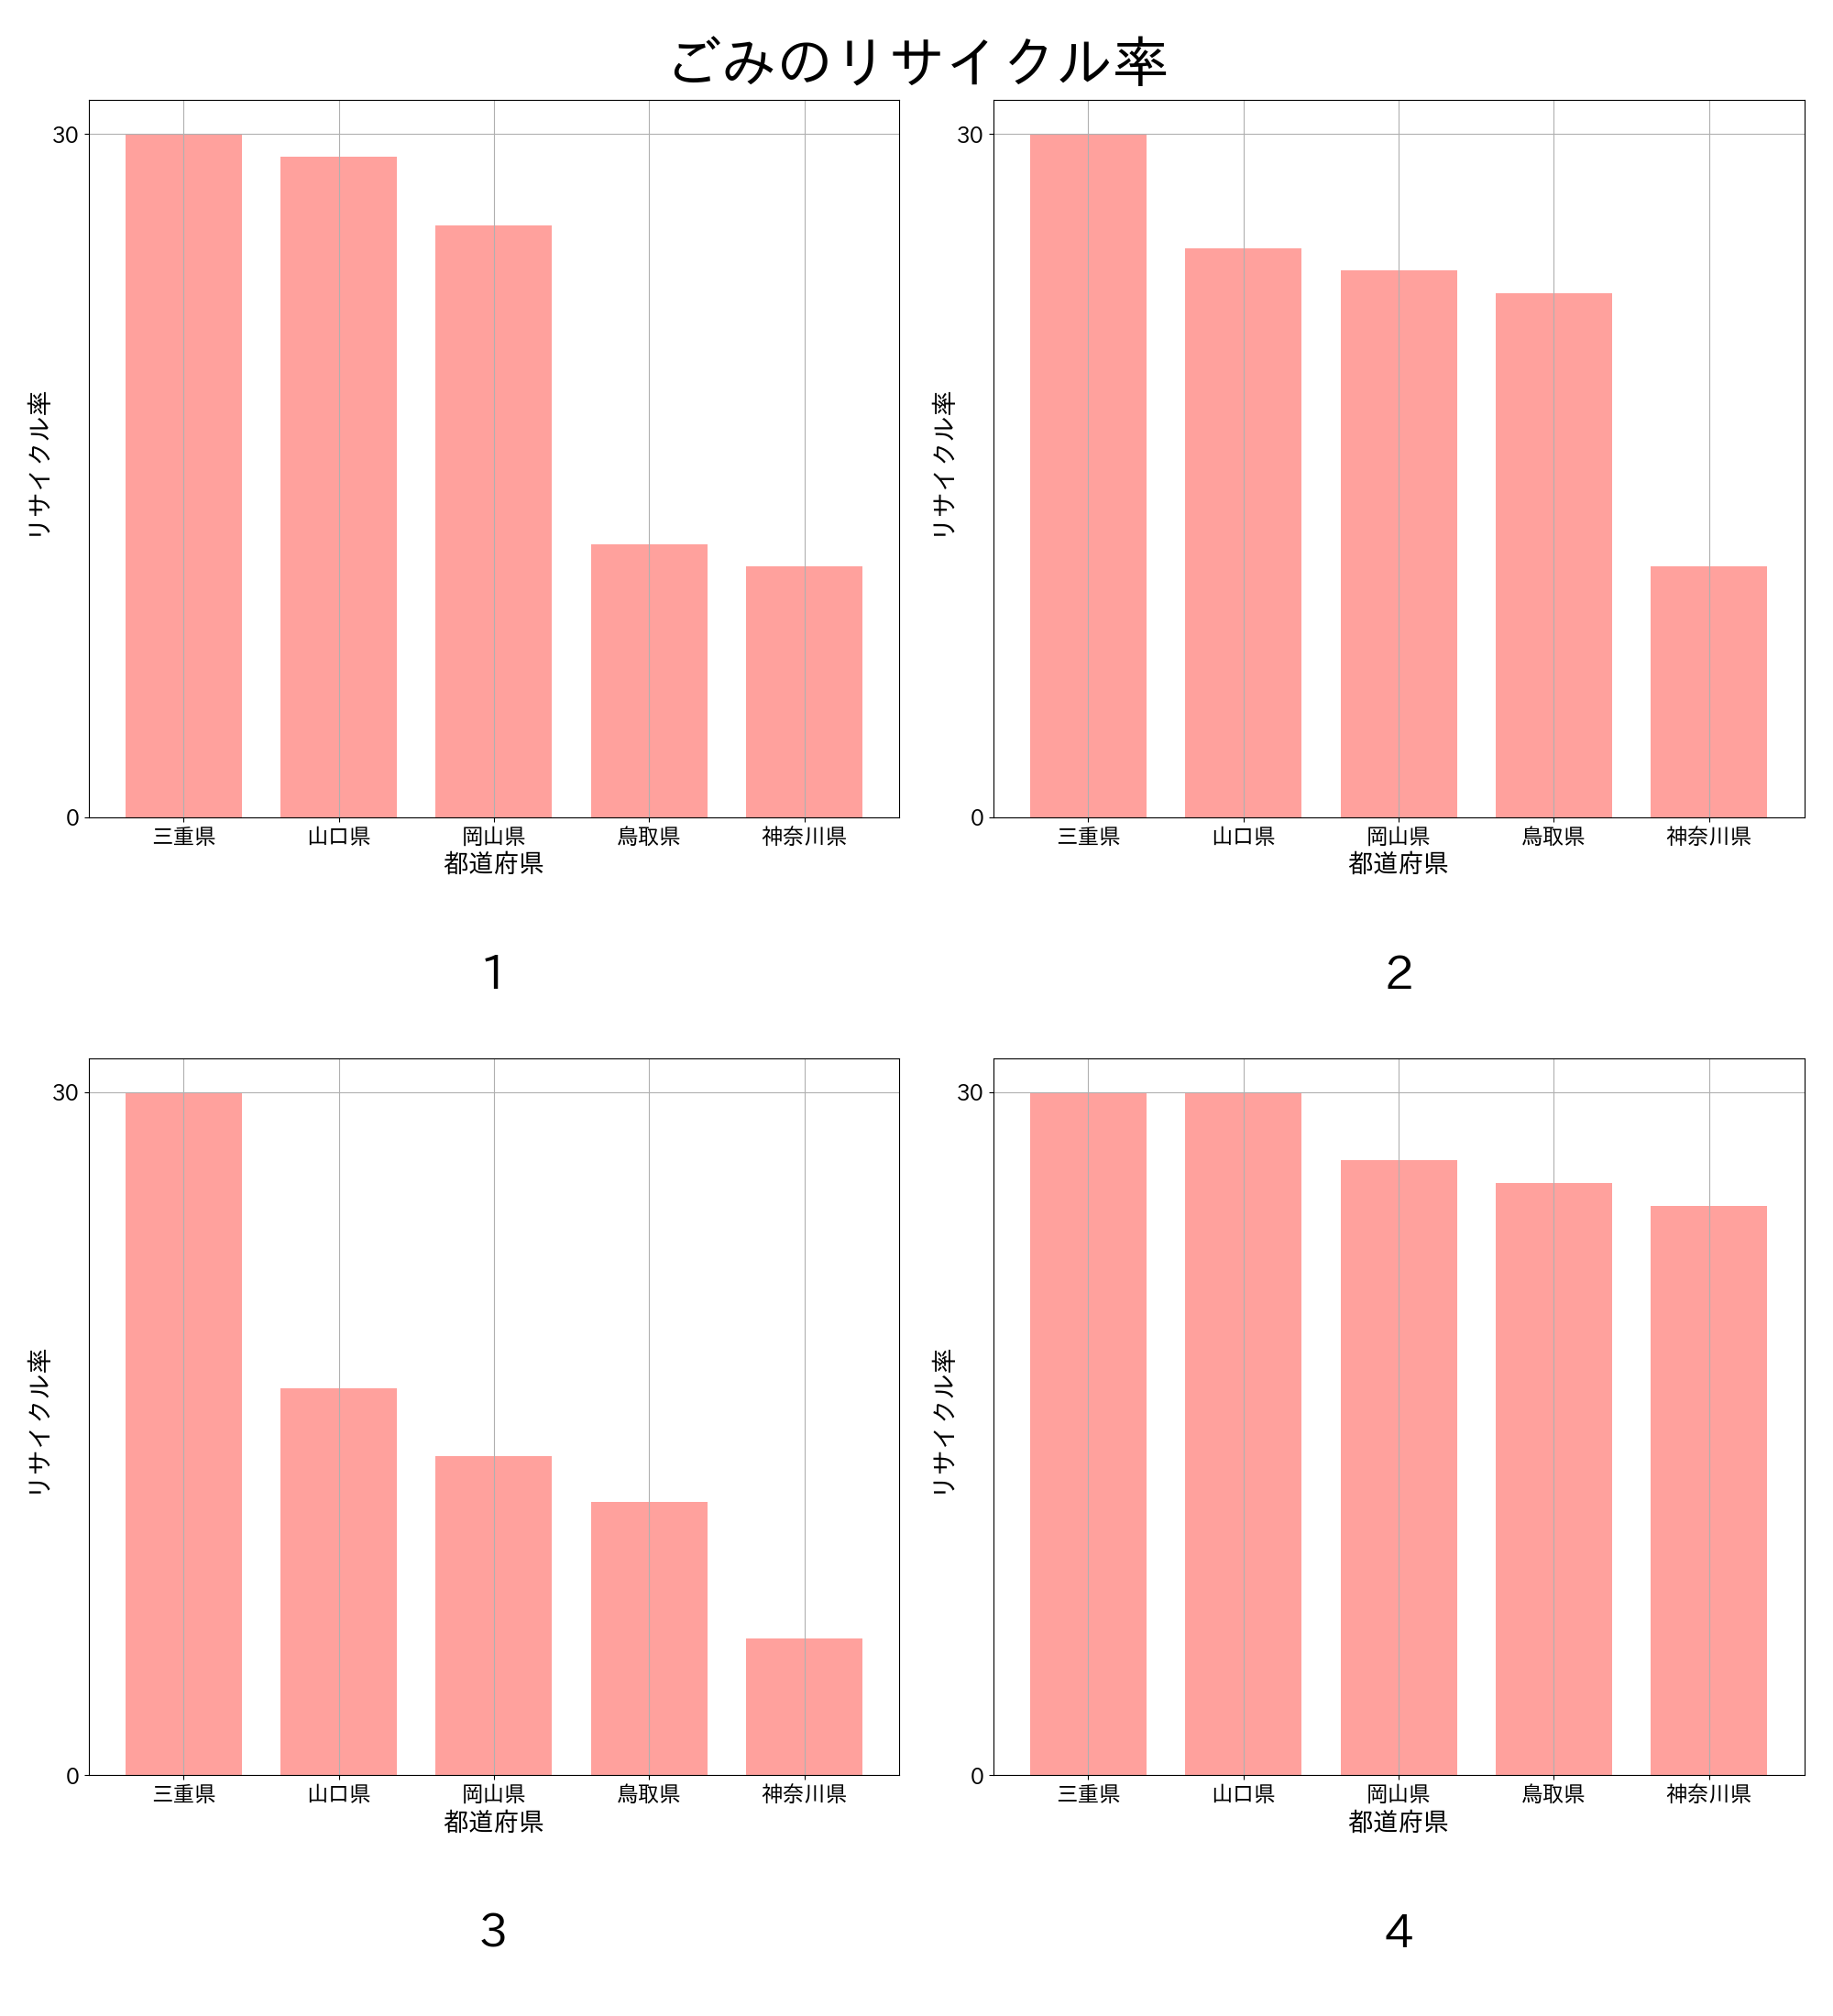 ごみのリサイクル率
30
0
リサイクル率
三重県 山口県 岡山県 鳥取県 神奈川県
都道府県
1
30
0
リサイクル率
三重県 山口県 岡山県 鳥取県 神奈川県
都道府県
2
30
0
リサイクル率
三重県 山口県 岡山県 鳥取県 神奈川県
都道府県
3
30
0
リサイクル率
三重県 山口県 岡山県 鳥取県 神奈川県
都道府県
4